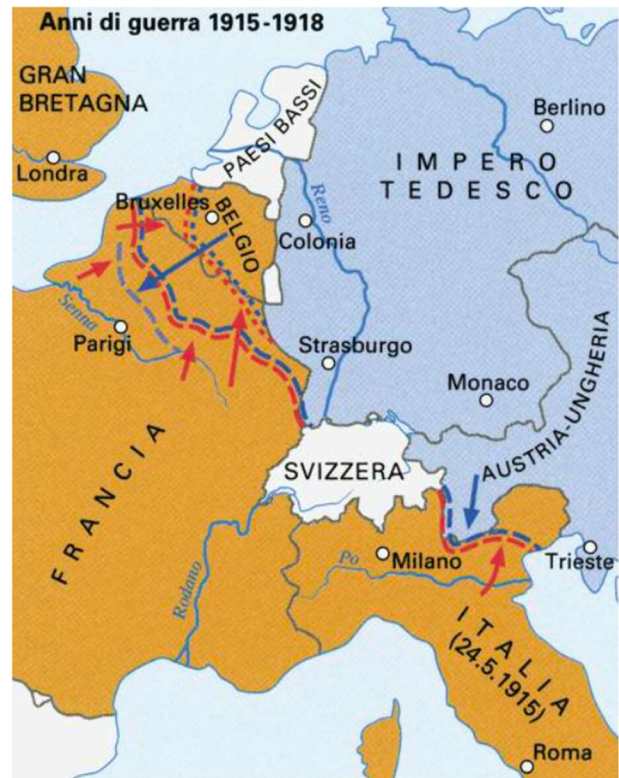 Anni di guerra 1915-1918
GRAN
BRETAGNA
Londra
PAESI BASSI
Berlino
IMPERO
TEDESCO
Bruxelles
BELGIO
Reno
Colonia
Senna
Parigi
Strasburgo
Monaco
AUSTRIA-UNGHERIA
FRANCIA
SVIZZERA
Rodano
Po
Milano
Trieste
ITALIA
(24.5.1915)
Roma